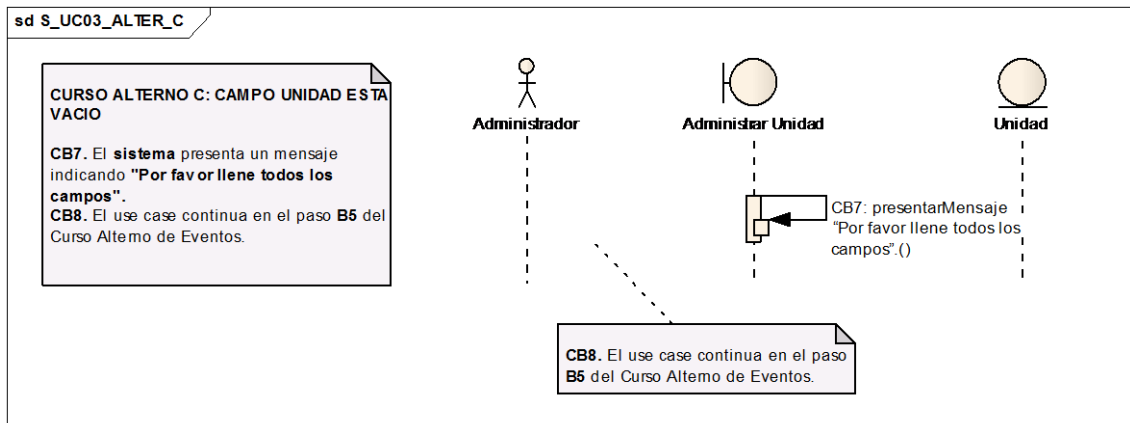 sd S_UC03_ALTER_C
CURSO ALTERNO C: CAMPO UNIDAD ESTA
VACIO
CB7. El sistema presenta un mensaje
indicando "Por favor llene todos los
campos".
CB8. El use case continua en el paso B5 del
Curso Alterno de Eventos.
Administrador
Administrar Unidad
Unidad
CB7: presentarMensaje
“Por favor llene todos los
campos”.()
CB8. El use case continua en el paso
B5 del Curso Alterno de Eventos.